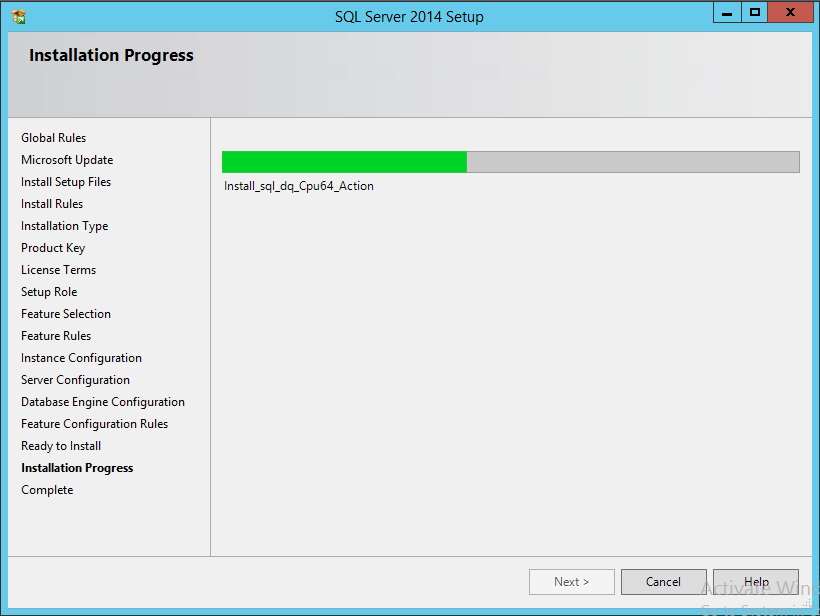 SQL Server 2014 Setup
Installation Progress
Global Rules
Microsoft Update
Install Setup Files
Install Rules
Installation Type
Product Key
License Terms
Setup Role
Feature Selection
Feature Rules
Instance Configuration
Server Configuration
Database Engine Configuration
Feature Configuration Rules
Ready to Install
Installation Progress
Complete
Install_sql_dq_Cpu64_Action
Next >
Cancel
Help
Activate Win